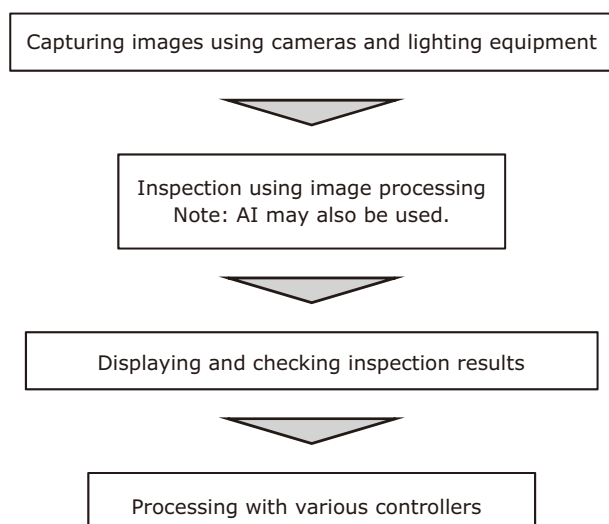 Capturing images using cameras and lighting equipment
Inspection using image processing
Note: AI may also be used.
Displaying and checking inspection results
Processing with various controllers